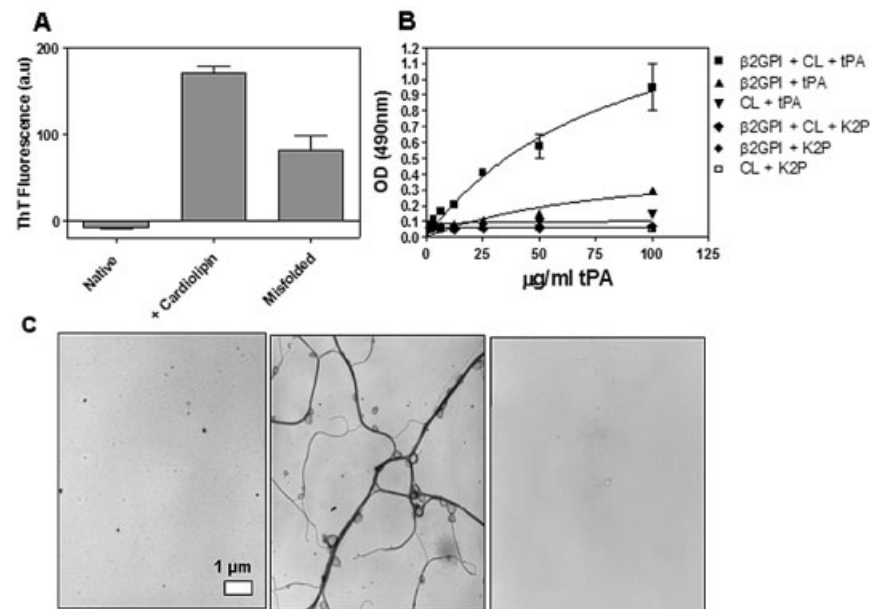 A
ThT Fluorescence (a.u)
200
100
0
Native
+ Cardiolipin
Misfolded
B
OD (490nm)
1.2
1.1
1.0
0.9
0.8
0.7
0.6
0.5
0.4
0.3
0.2
0.1
0.0
0 25 50 75 100 125
µg/ml tPA
β2GPI + CL + tPA
β2GPI + tPA
CL + tPA
β2GPI + CL + K2P
β2GPI + K2P
CL + K2P
C
1 µm